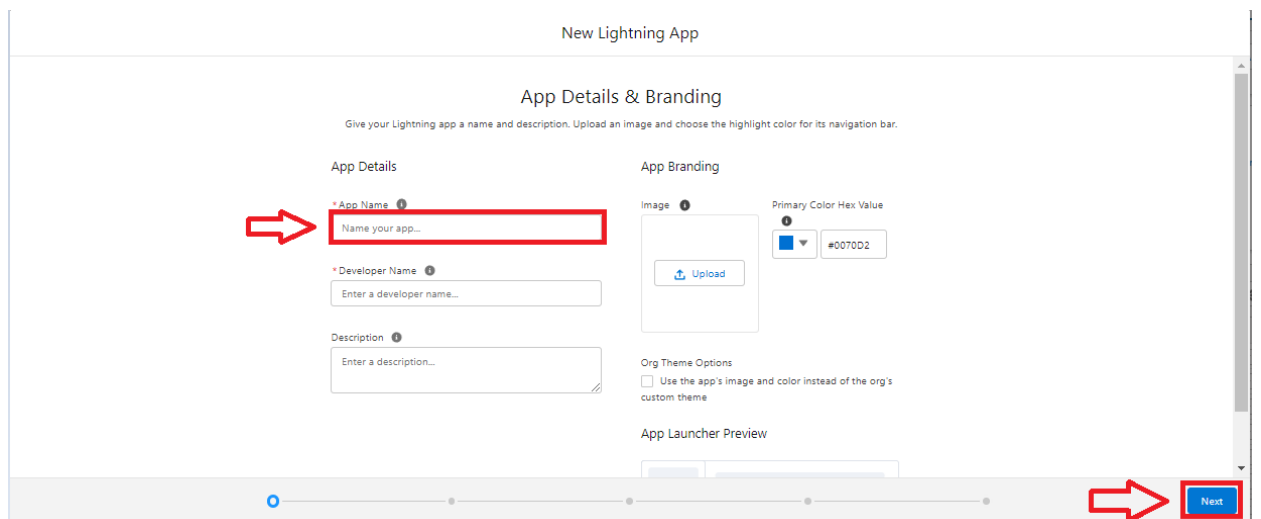 New Lightning App
App Details & Branding
Give your Lightning app a name and description. Upload an image and choose the highlight color for its navigation bar.
App Details
*App Name
Name your app...
*Developer Name
Enter a developer name...
Description
Enter a description...
App Branding
Image
Upload
Primary Color Hex Value
#0070D2
Org Theme Options
Use the app's image and color instead of the org's
custom theme
App Launcher Preview
Next